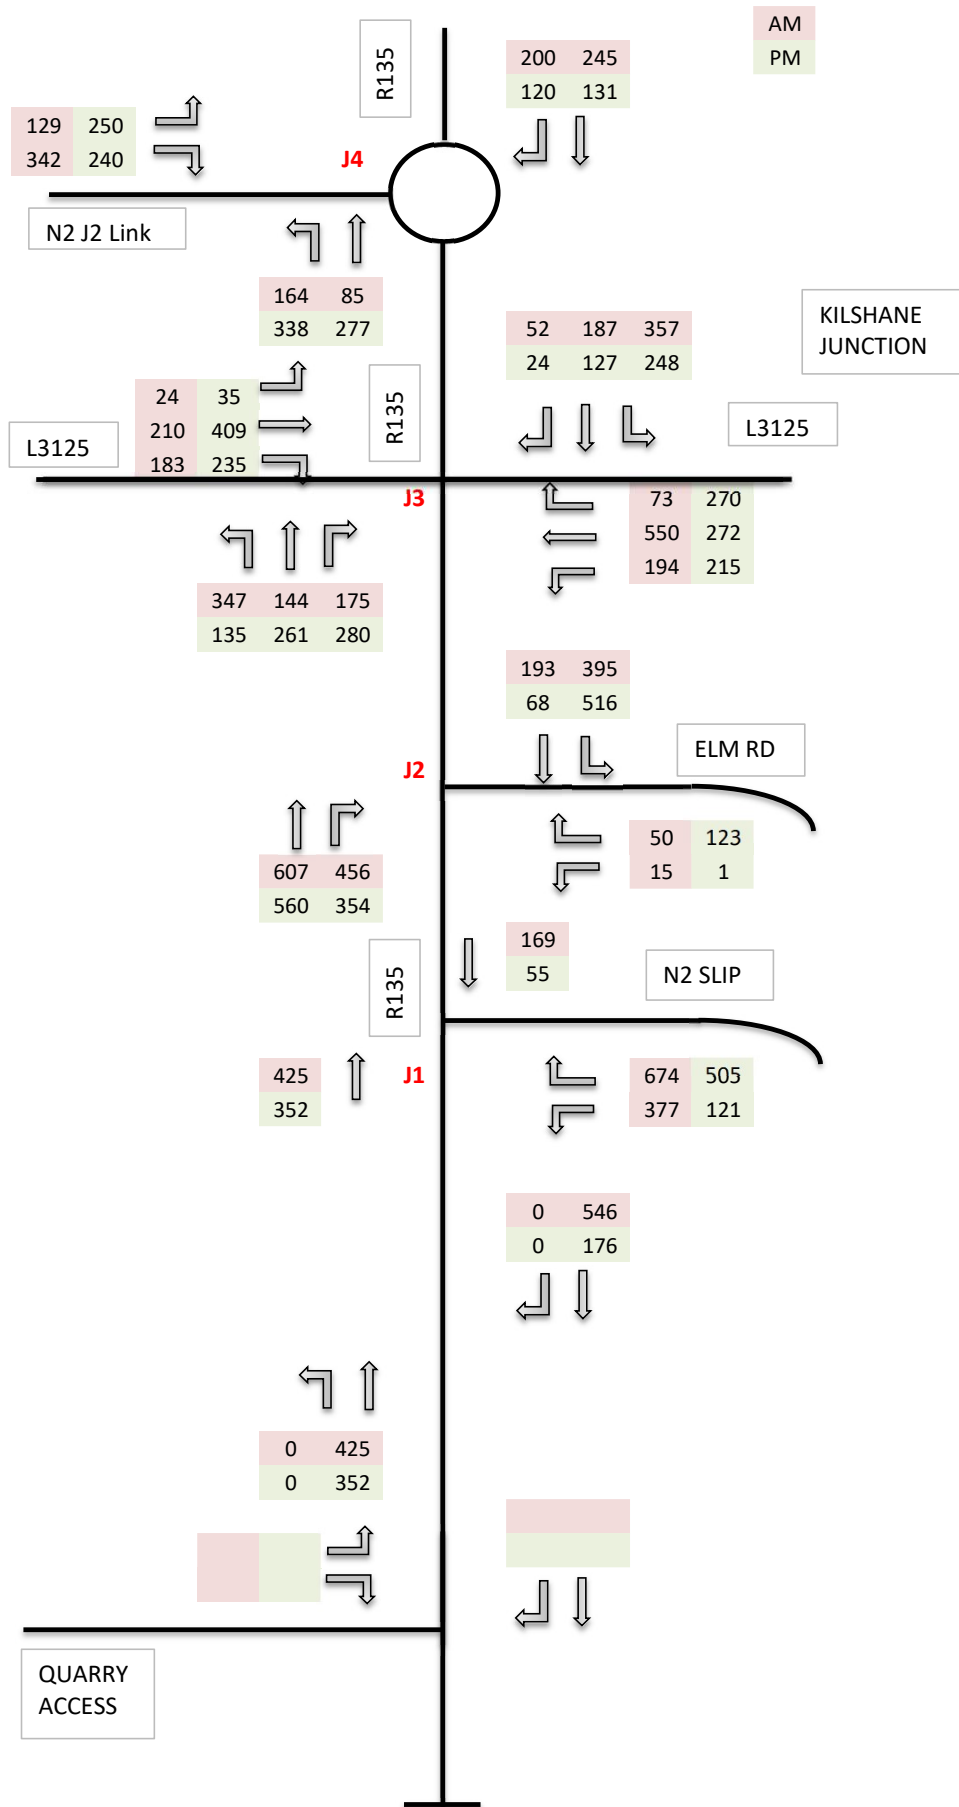 AM
PM
R135
200 245
120 131
129 250
342 240
J4
N2 J2 Link
164 85
338 277
52 187 357
24 127 248
KILSHANE
JUNCTION
R135
24 35
210 409
183 235
L3125
L3125
J3
73 270
550 272
194 215
347 144 175
135 261 280
193 395
68 516
ELM RD
J2
50 123
15 1
607 456
560 354
169
55
R135
N2 SLIP
J1
425
352
674 505
377 121
0 546
0 176
0 425
0 352
QUARRY
ACCESS